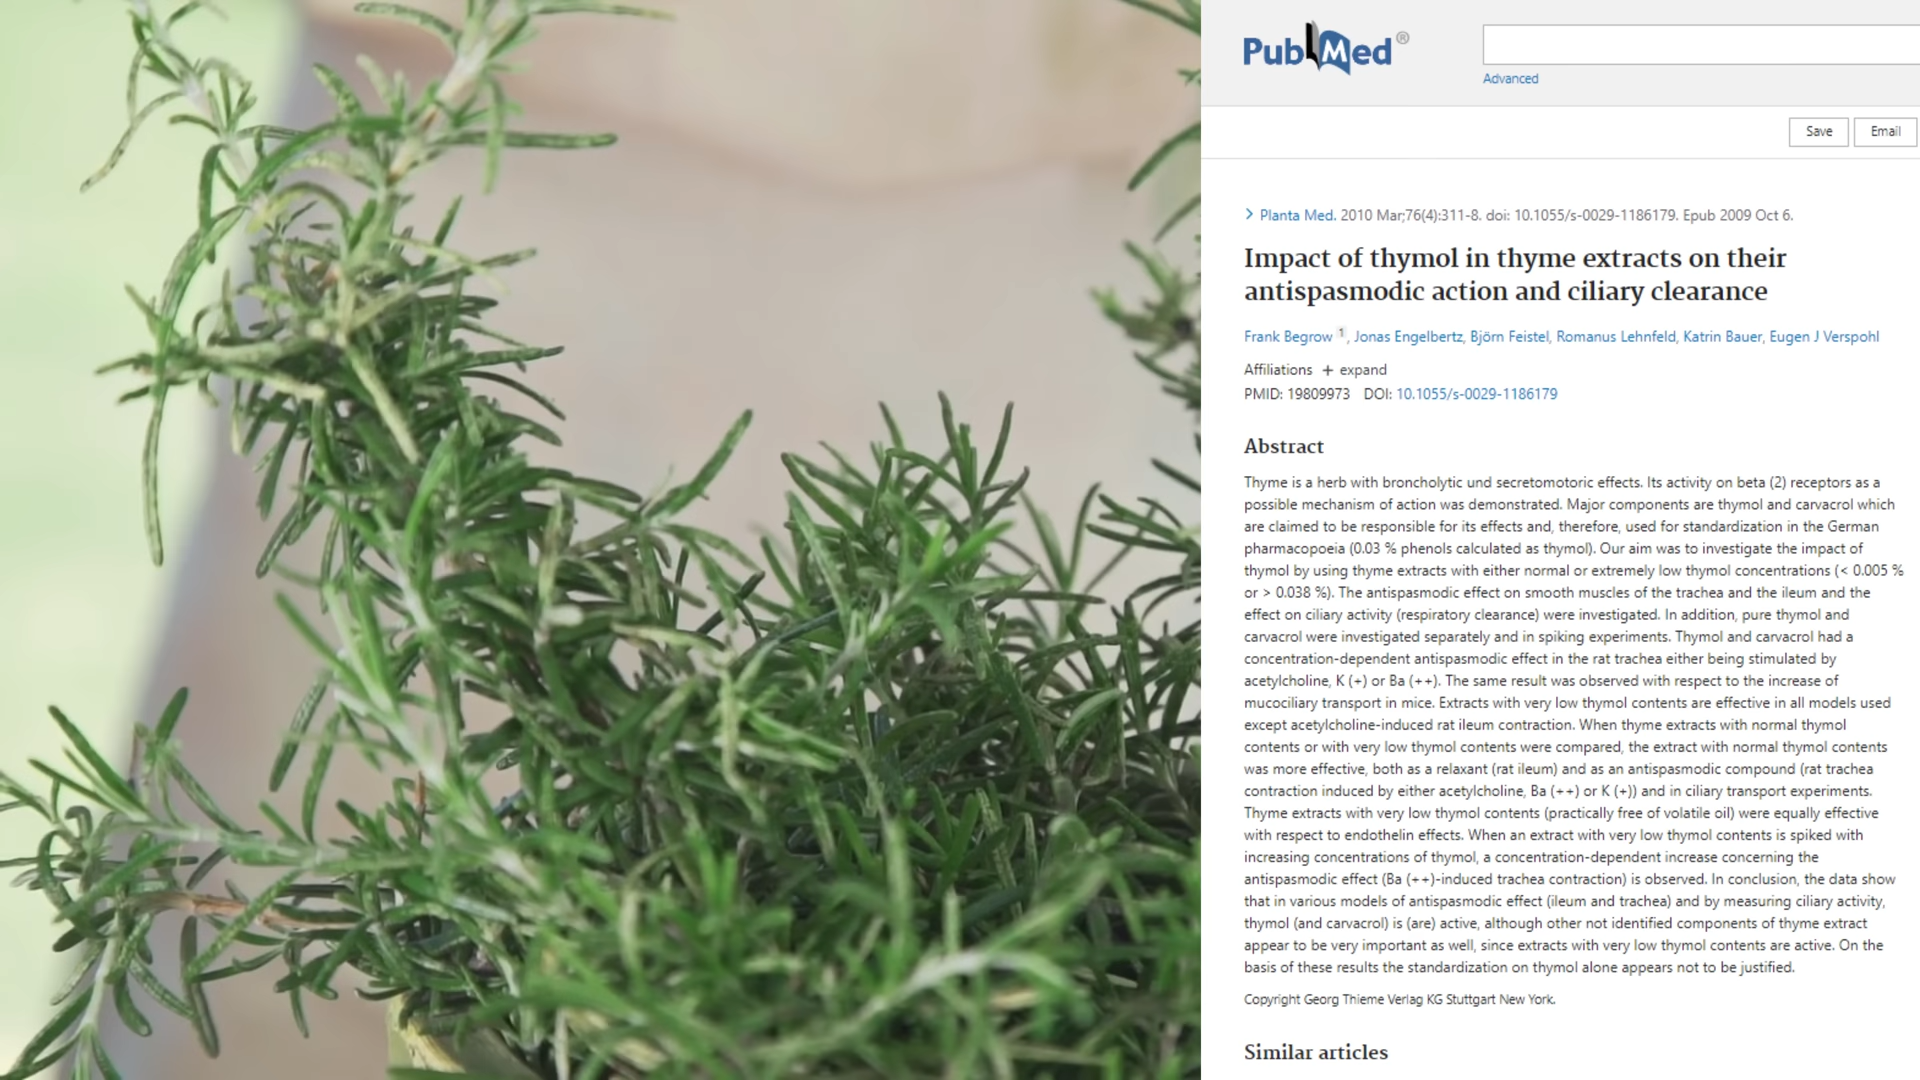 PubMed®
Advanced
Save
Email
Planta Med. 2010 Mar;76(4):311-8. doi: 10.1055/s-0029-1186179. Epub 2009 Oct 6.
Impact of thymol in thyme extracts on their
antispasmodic action and ciliary clearance
Frank Begrow 1, Jonas Engelbertz, Björn Feistel, Romanus Lehnfeld, Katrin Bauer, Eugen J Verspohl
Affiliations + expand
PMID: 19809973 DOI: 10.1055/s-0029-1186179
Abstract
Thyme is a herb with broncholytic und secretomotoric effects. Its activity on beta (2) receptors as a
possible mechanism of action was demonstrated. Major components are thymol and carvacrol which
are claimed to be responsible for its effects and, therefore, used for standardization in the German
pharmacopoeia (0.03 % phenols calculated as thymol). Our aim was to investigate the impact of
thymol by using thyme extracts with either normal or extremely low thymol concentrations (< 0.005 %
or > 0.038 %). The antispasmodic effect on smooth muscles of the trachea and the ileum and the
effect on ciliary activity (respiratory clearance) were investigated. In addition, pure thymol and
carvacrol were investigated separately and in spiking experiments. Thymol and carvacrol had a
concentration-dependent antispasmodic effect in the rat trachea either being stimulated by
acetylcholine, K (+) or Ba (++). The same result was observed with respect to the increase of
mucociliary transport in mice. Extracts with very low thymol contents are effective in all models used
except acetylcholine-induced rat ileum contraction. When thyme extracts with normal thymol
contents or with very low thymol contents were compared, the extract with normal thymol contents
was more effective, both as a relaxant (rat ileum) and as an antispasmodic compound (rat trachea
contraction induced by either acetylcholine, Ba (++) or K (+)) and in ciliary transport experiments.
Thyme extracts with very low thymol contents (practically free of volatile oil) were equally effective
with respect to endothelin effects. When an extract with very low thymol contents is spiked with
increasing concentrations of thymol, a concentration-dependent increase concerning the
antispasmodic effect (Ba (++)-induced trachea contraction) is observed. In conclusion, the data show
that in various models of antispasmodic effect (ileum and trachea) and by measuring ciliary activity,
thymol (and carvacrol) is (are) active, although other not identified components of thyme extract
appear to be very important as well, since extracts with very low thymol contents are active. On the
basis of these results the standardization on thymol alone appears not to be justified.
Copyright Georg Thieme Verlag KG Stuttgart New York.
Similar articles